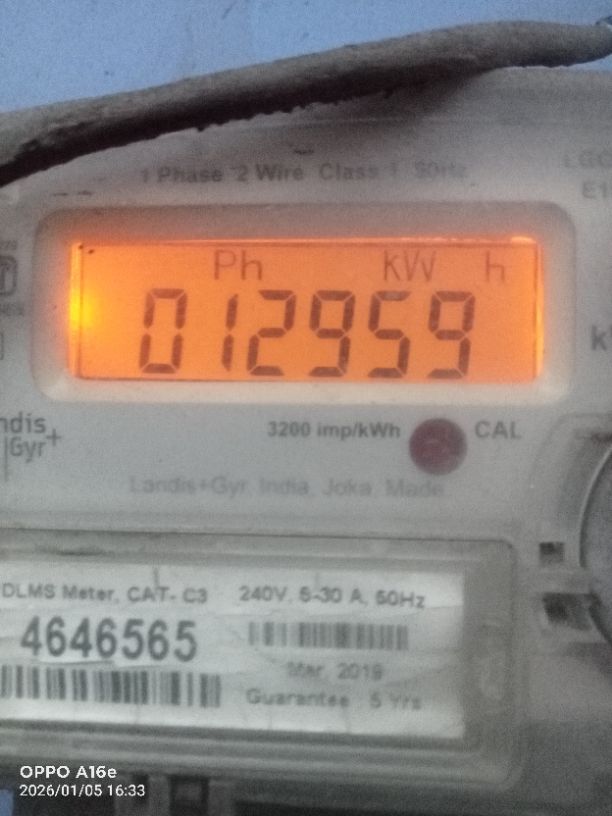 1 Phase 2 Wire Class 1 50Hz
Ph kW h
012959
3200 imp/kWh CAL
Gyr+
Landis+Gyr India, Joka, Made
DLMS Meter, CAT- C3
4646565
240V, 5-30 A, 50Hz
Mar, 2019
Guarantee 5 Yrs
OPPO A16e
2026/01/05 16:33